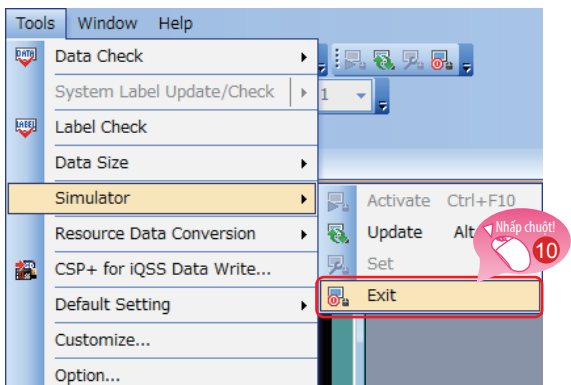 Tools Window Help
Data Check
System Label Update/Check 1
Label Check
Data Size
Simulator
Activate Ctrl+F10
Resource Data Conversion
Update Alt
Nhấp chuột!
10
CSP+ for iQSS Data Write...
Set
Default Setting
Exit
Customize...
Option...